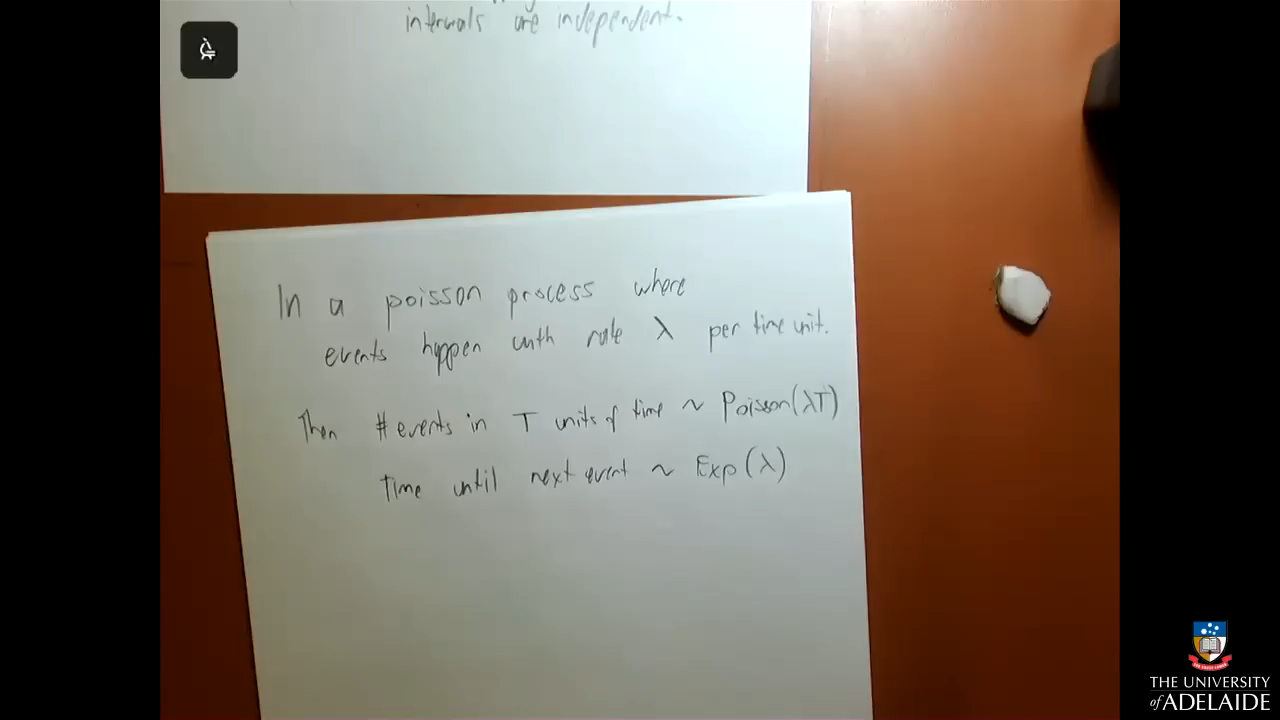 intervals are independent.
In a poisson process where
events happen with rate λ per time unit.
Then # events in T units of time ~ Poisson(λT)
Time until next event ~ Exp(λ)
THE UNIVERSITY
of ADELAIDE